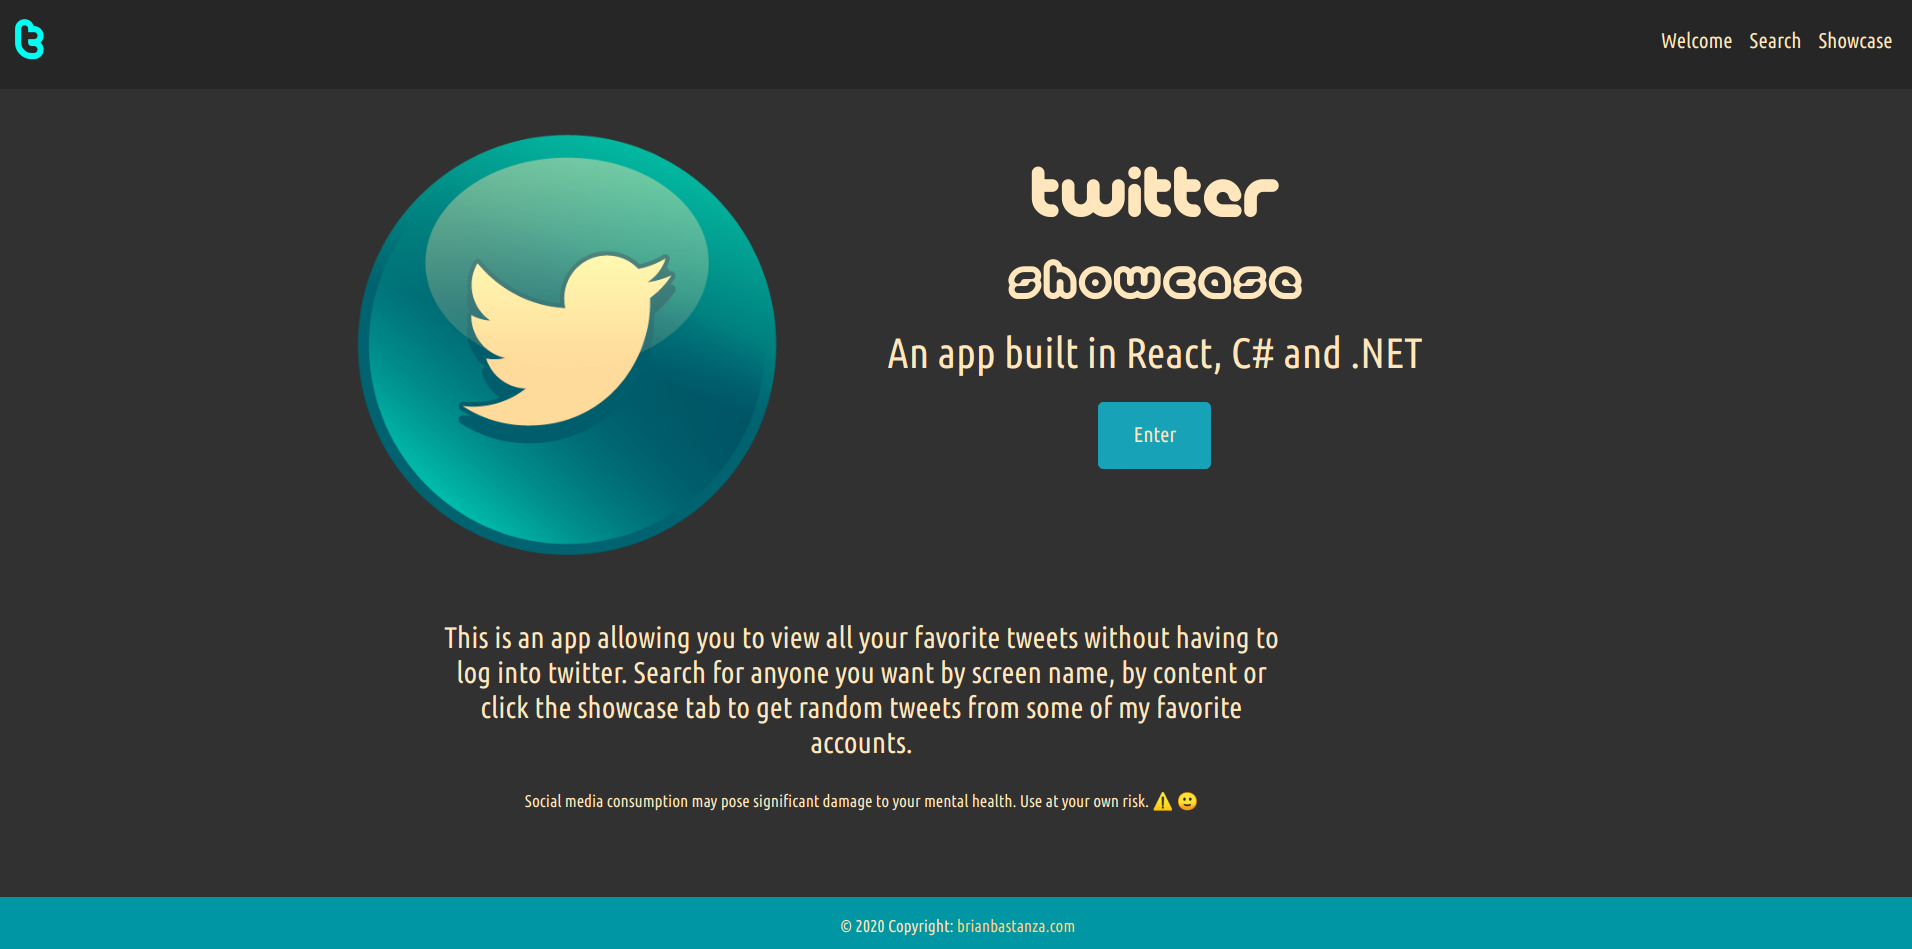 t
Welcome Search Showcase
twitter
showcase
An app built in React, C# and .NET
Enter
This is an app allowing you to view all your favorite tweets without having to
log into twitter. Search for anyone you want by screen name, by content or
click the showcase tab to get random tweets from some of my favorite
accounts.
Social media consumption may pose significant damage to your mental health. Use at your own risk. ⚠️ 🙂
© 2020 Copyright: brianbastanza.com